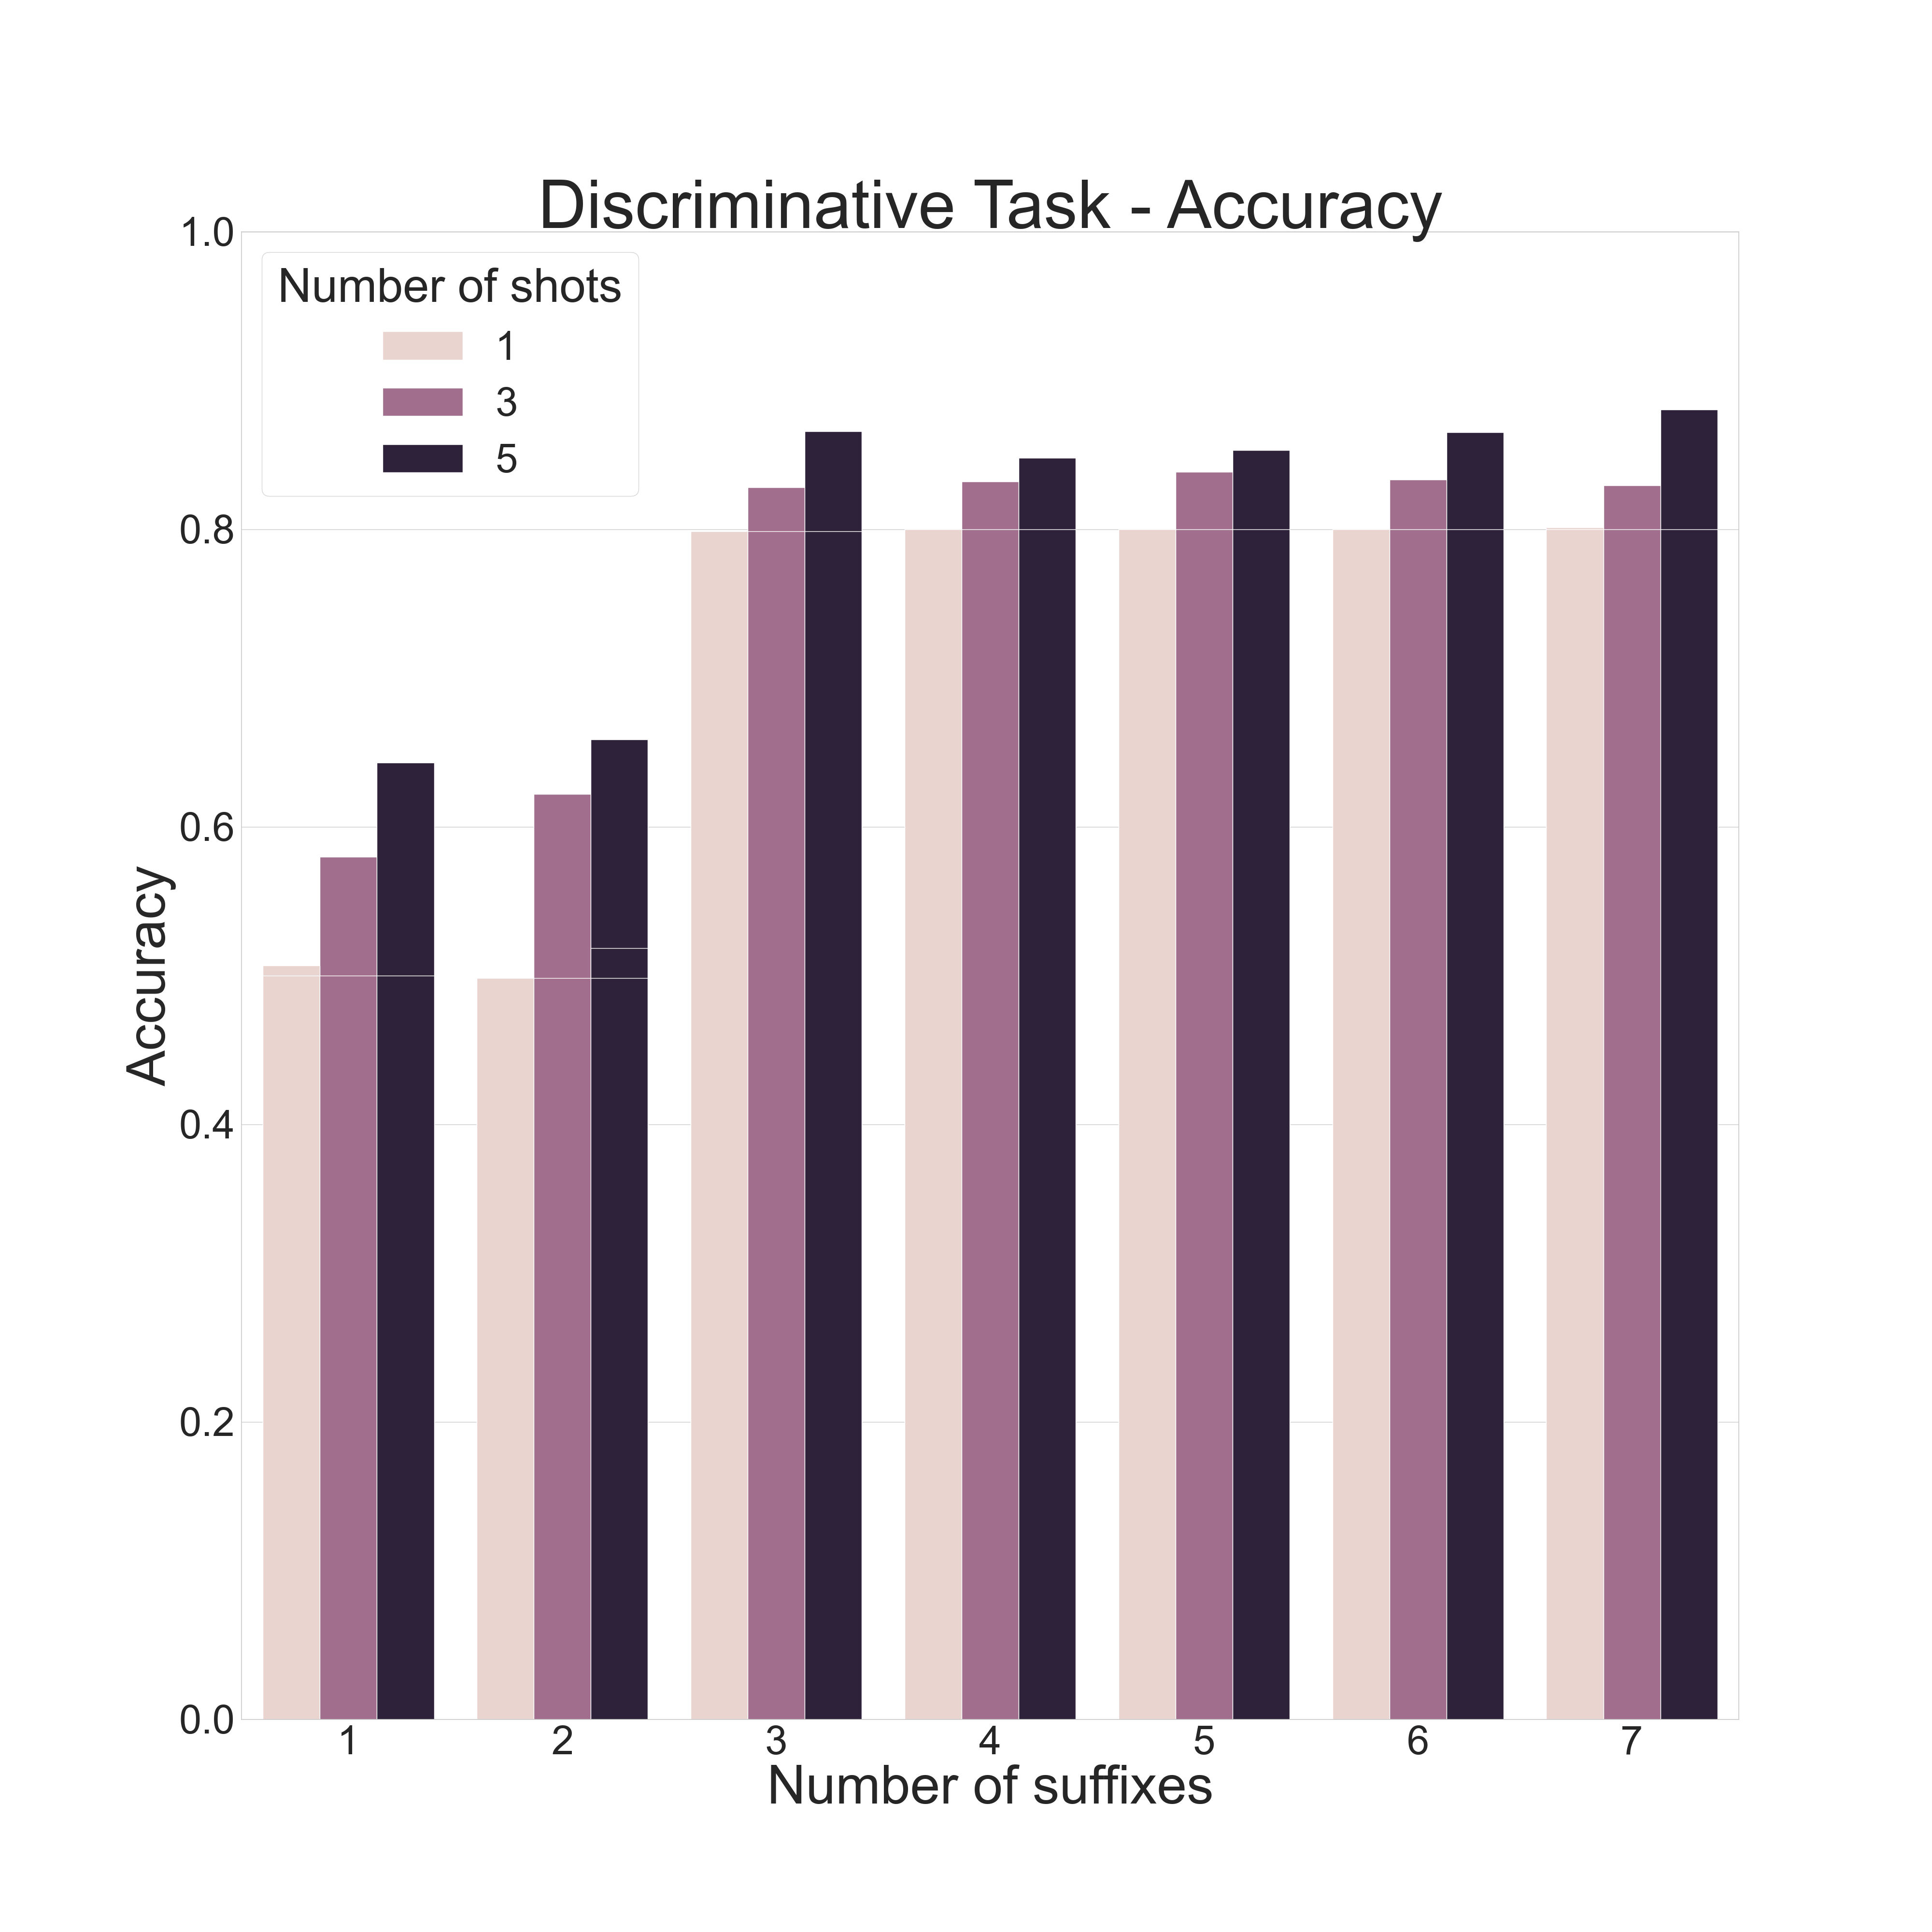 Discriminative Task - Accuracy
Number of shots
1
3
5
Accuracy
1.0
0.8
0.6
0.4
0.2
0.0
1 2 3 4 5 6 7
Number of suffixes